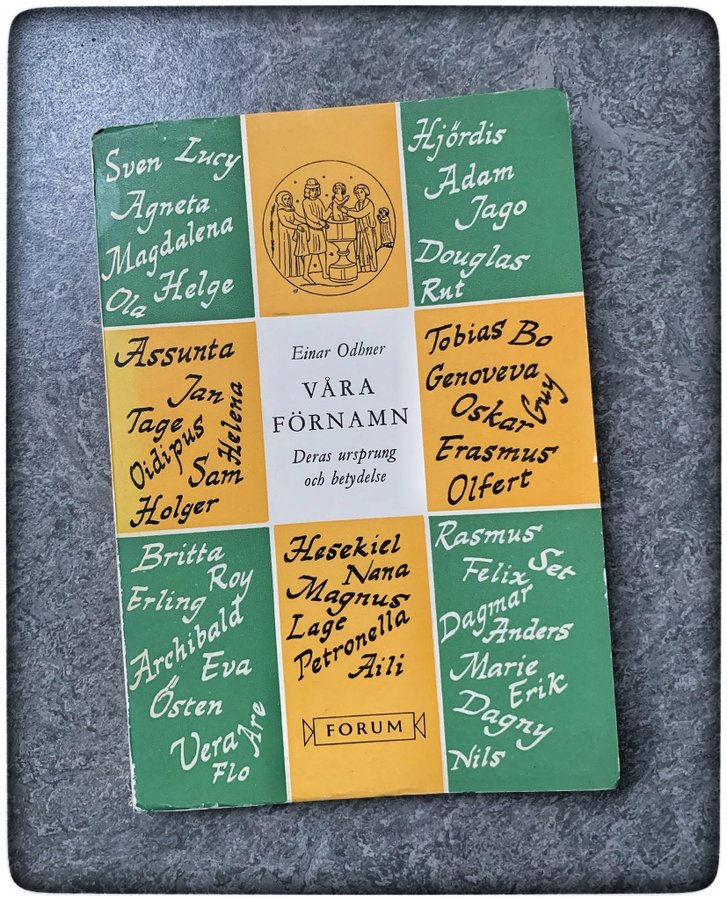 Sven Lucy
Agneta
Magdalena
Ola Helge
Hjördis
Adam
Jago
Douglas
Rut
Assunta
Jan
Tage
Oidipus
Helena
Sam
Holger
Einar Odhner
VÅRA
FÖRNAMN
Deras ursprung
och betydelse
Tobias Bo
Genoveva
Oskar Guy
Erasmus
Olfert
Britta
Roy
Erling
Archibald
Eva
Östen
Vera Are
Flo
Hesekiel
Nana
Magnus
Lage
Petronella
Aili
FORUM
Rasmus
Felix Set
Dagmar
Anders
Marie
Erik
Dagny
Nils